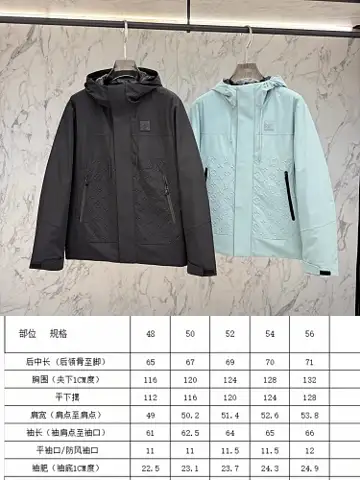 部位 规格 48 50 52 54 56
后中长（后领骨至脚） 65 67 69 70 71
胸围（夹下1CM度） 116 120 124 128 132
平下摆 112 116 120 124 128
肩宽（肩点至肩点） 49 50.2 51.4 52.6 53.8
袖长（袖肩点至袖口） 61 62.5 64 65 66
平袖口/防风袖口 11 11 11.5 11.5 12
袖肥（袖底1CM度） 22.5 23.1 23.7 24.3 24.9